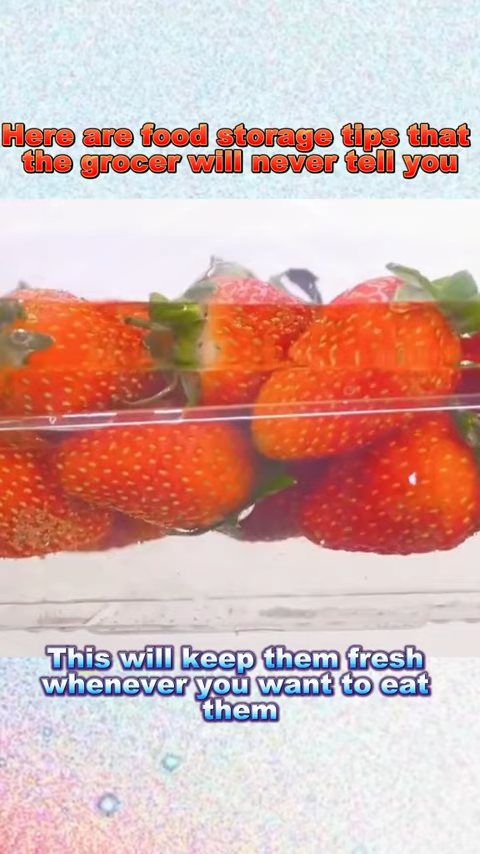 Here are food storage tips that
the grocer will never tell you
This will keep them fresh
whenever you want to eat
them